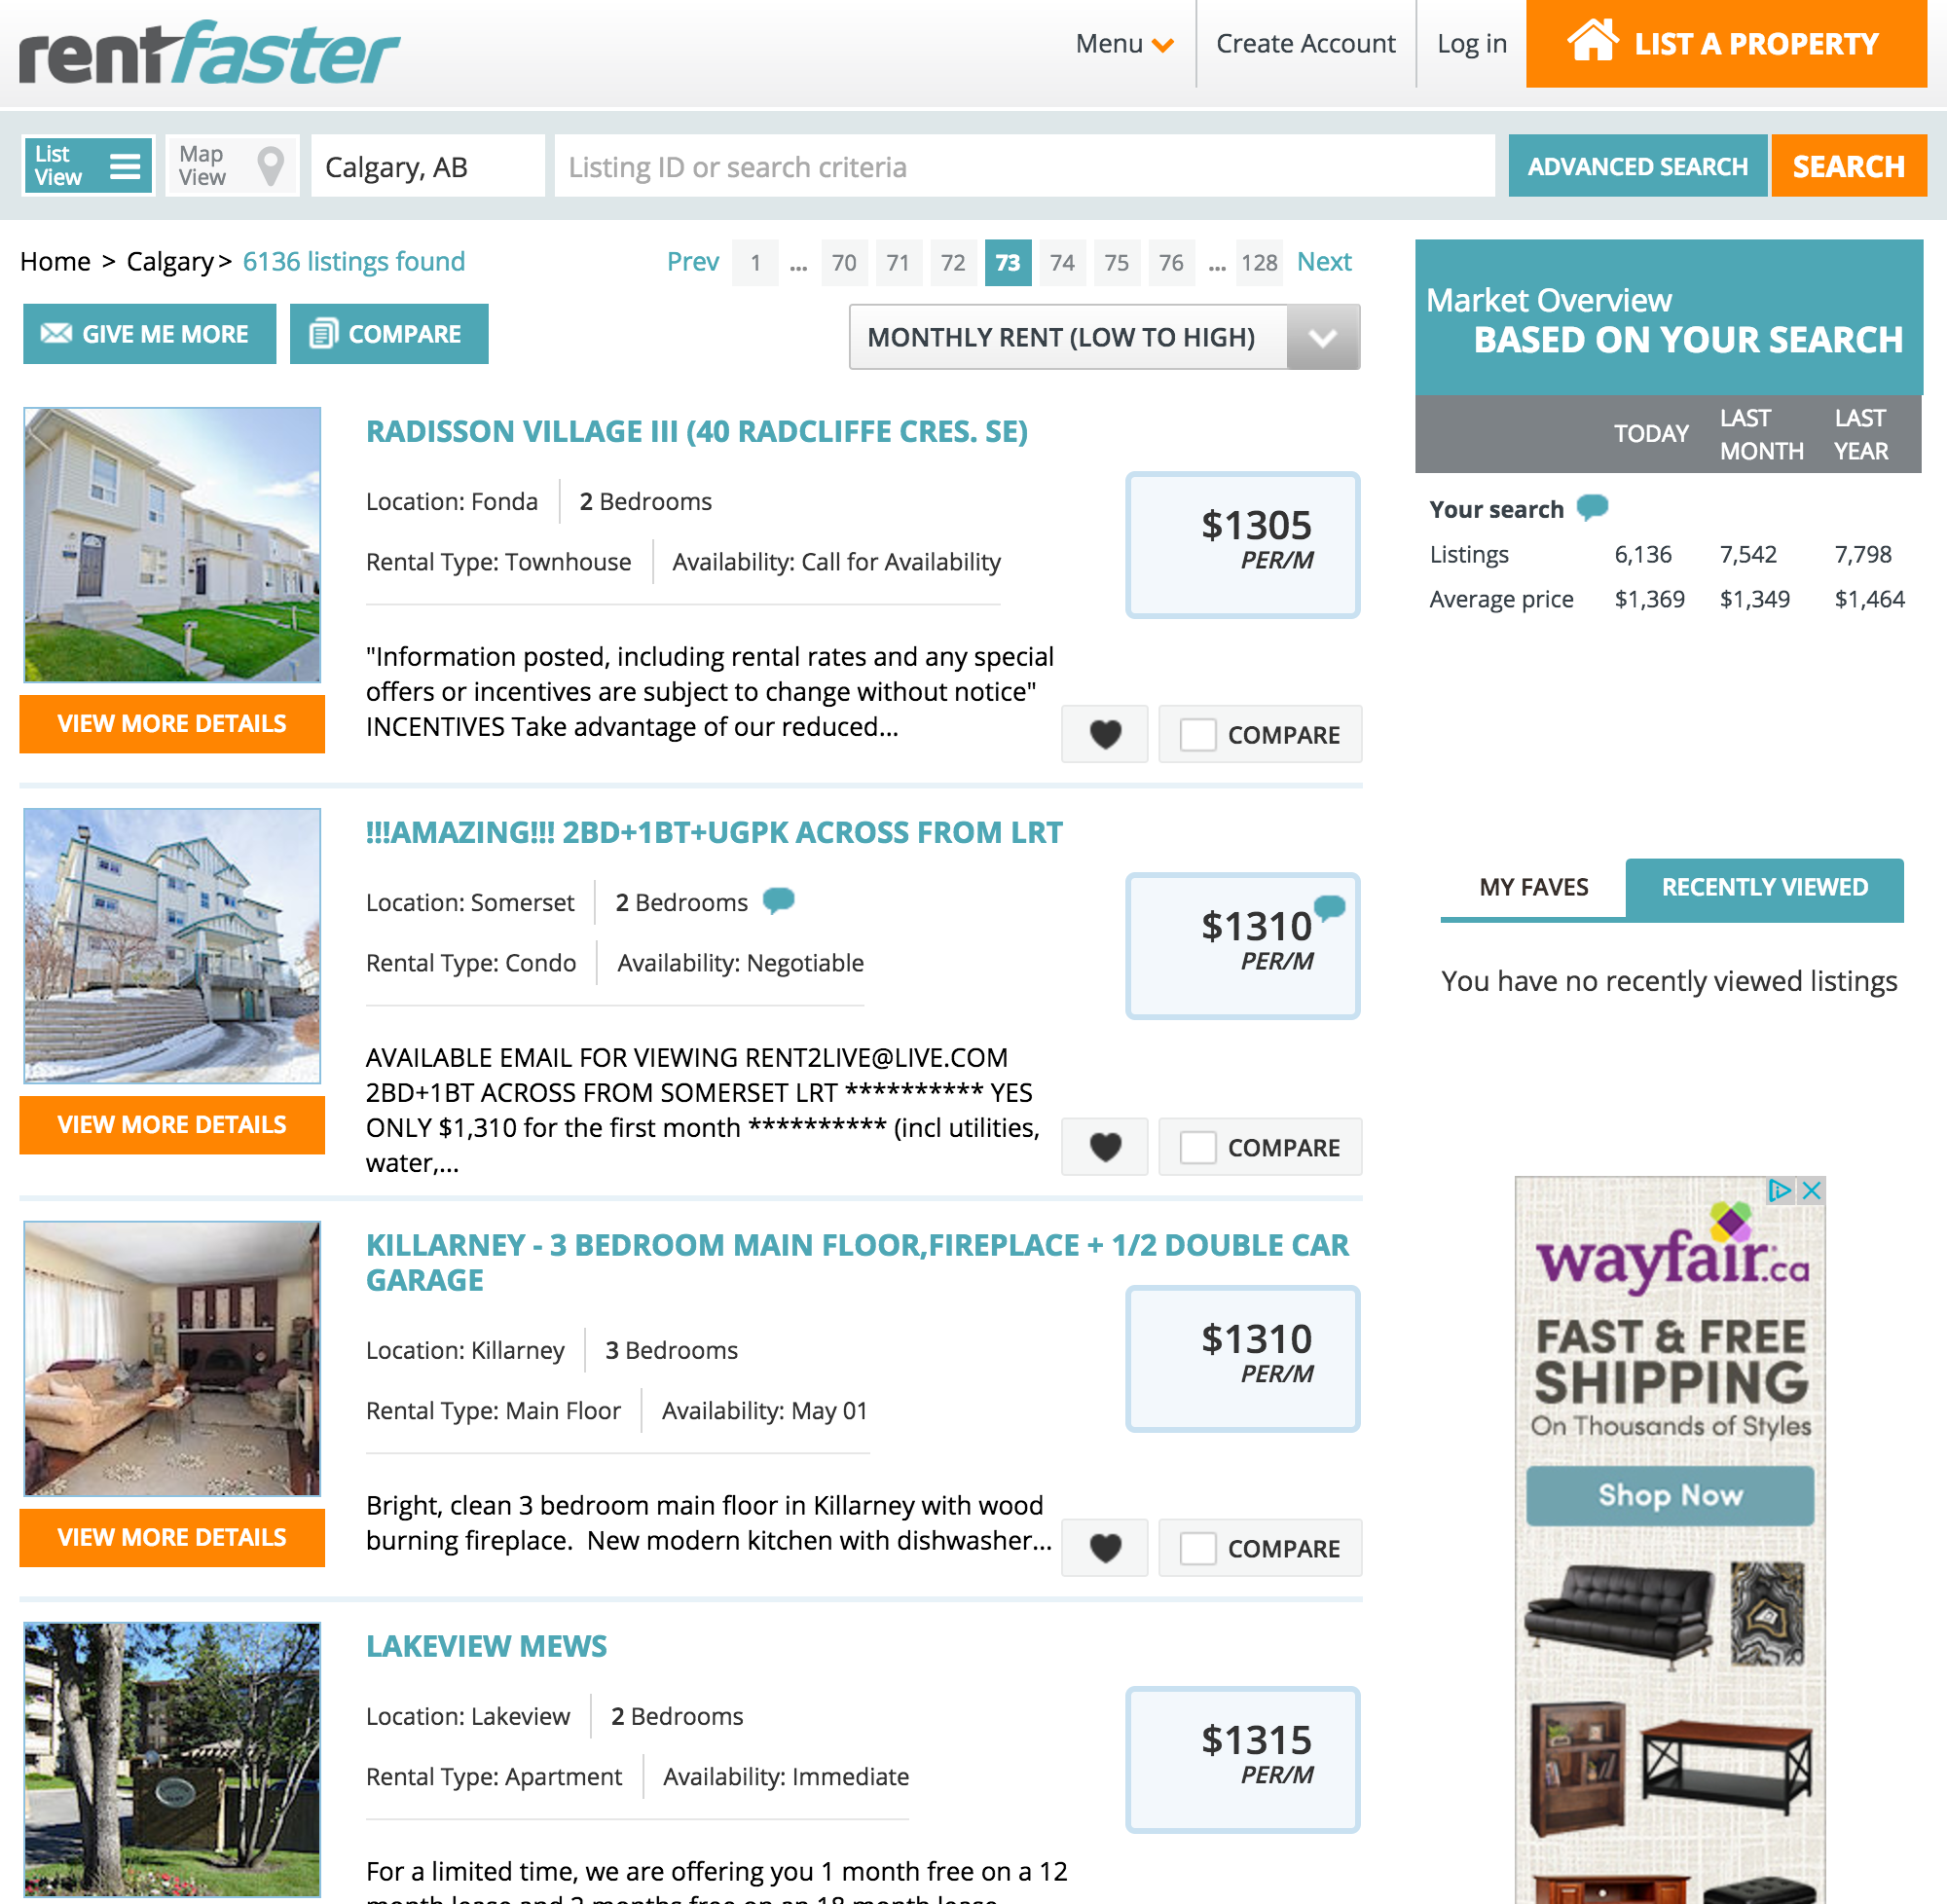 rentfaster
Menu
Create Account
Log in
LIST A PROPERTY
List
View
Map
View
Calgary, AB
Listing ID or search criteria
ADVANCED SEARCH
SEARCH
Home > Calgary > 6136 listings found
Prev 1 ... 70 71 72 73 74 75 76 ... 128 Next
GIVE ME MORE
COMPARE
MONTHLY RENT (LOW TO HIGH)
RADISSON VILLAGE III (40 RADCLIFFE CRES. SE)
Location: Fonda 2 Bedrooms
Rental Type: Townhouse Availability: Call for Availability
$1305
PER/M
"Information posted, including rental rates and any special
offers or incentives are subject to change without notice"
INCENTIVES Take advantage of our reduced...
VIEW MORE DETAILS
COMPARE
!!!AMAZING!!! 2BD+1BT+UGPK ACROSS FROM LRT
Location: Somerset 2 Bedrooms
Rental Type: Condo Availability: Negotiable
$1310
PER/M
AVAILABLE EMAIL FOR VIEWING RENT2LIVE@LIVE.COM
2BD+1BT ACROSS FROM SOMERSET LRT ********** YES
ONLY $1,310 for the first month ********** (incl utilities,
water,...
VIEW MORE DETAILS
COMPARE
KILLARNEY - 3 BEDROOM MAIN FLOOR,FIREPLACE + 1/2 DOUBLE CAR
GARAGE
Location: Killarney 3 Bedrooms
Rental Type: Main Floor Availability: May 01
$1310
PER/M
Bright, clean 3 bedroom main floor in Killarney with wood
burning fireplace.  New modern kitchen with dishwasher...
VIEW MORE DETAILS
COMPARE
LAKEVIEW MEWS
Location: Lakeview 2 Bedrooms
Rental Type: Apartment Availability: Immediate
$1315
PER/M
For a limited time, we are offering you 1 month free on a 12
month lease and 2 months free on an 18 month lease
Market Overview
BASED ON YOUR SEARCH
TODAY LAST MONTH LAST YEAR
Your search
Listings 6,136 7,542 7,798
Average price $1,369 $1,349 $1,464
MY FAVES
RECENTLY VIEWED
You have no recently viewed listings
wayfair.ca
FAST & FREE
SHIPPING
On Thousands of Styles
Shop Now